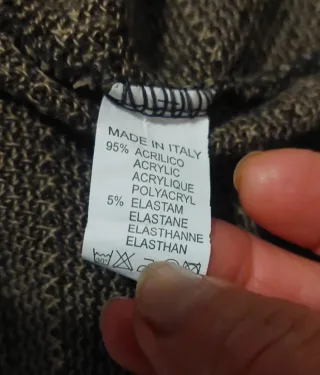 MADE IN ITALY
95% ACRILICO
ACRYLIC
ACRYLIQUE
POLYACRYL
5% ELASTAM
ELASTANE
ELASTHANNE
ELASTHAN